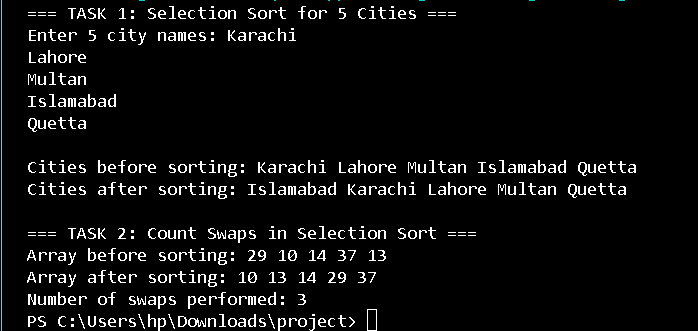 === TASK 1: Selection Sort for 5 Cities ===
Enter 5 city names: Karachi
Lahore
Multan
Islamabad
Quetta
Cities before sorting: Karachi Lahore Multan Islamabad Quetta
Cities after sorting: Islamabad Karachi Lahore Multan Quetta
=== TASK 2: Count Swaps in Selection Sort ===
Array before sorting: 29 10 14 37 13
Array after sorting: 10 13 14 29 37
Number of swaps performed: 3
PS C:\Users\hp\Downloads\project>